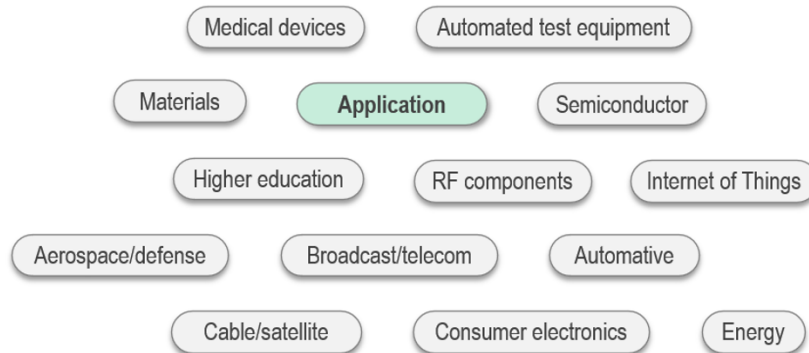 Medical devices
Automated test equipment
Materials
Application
Semiconductor
Higher education
RF components
Internet of Things
Aerospace/defense
Broadcast/telecom
Automative
Cable/satellite
Consumer electronics
Energy